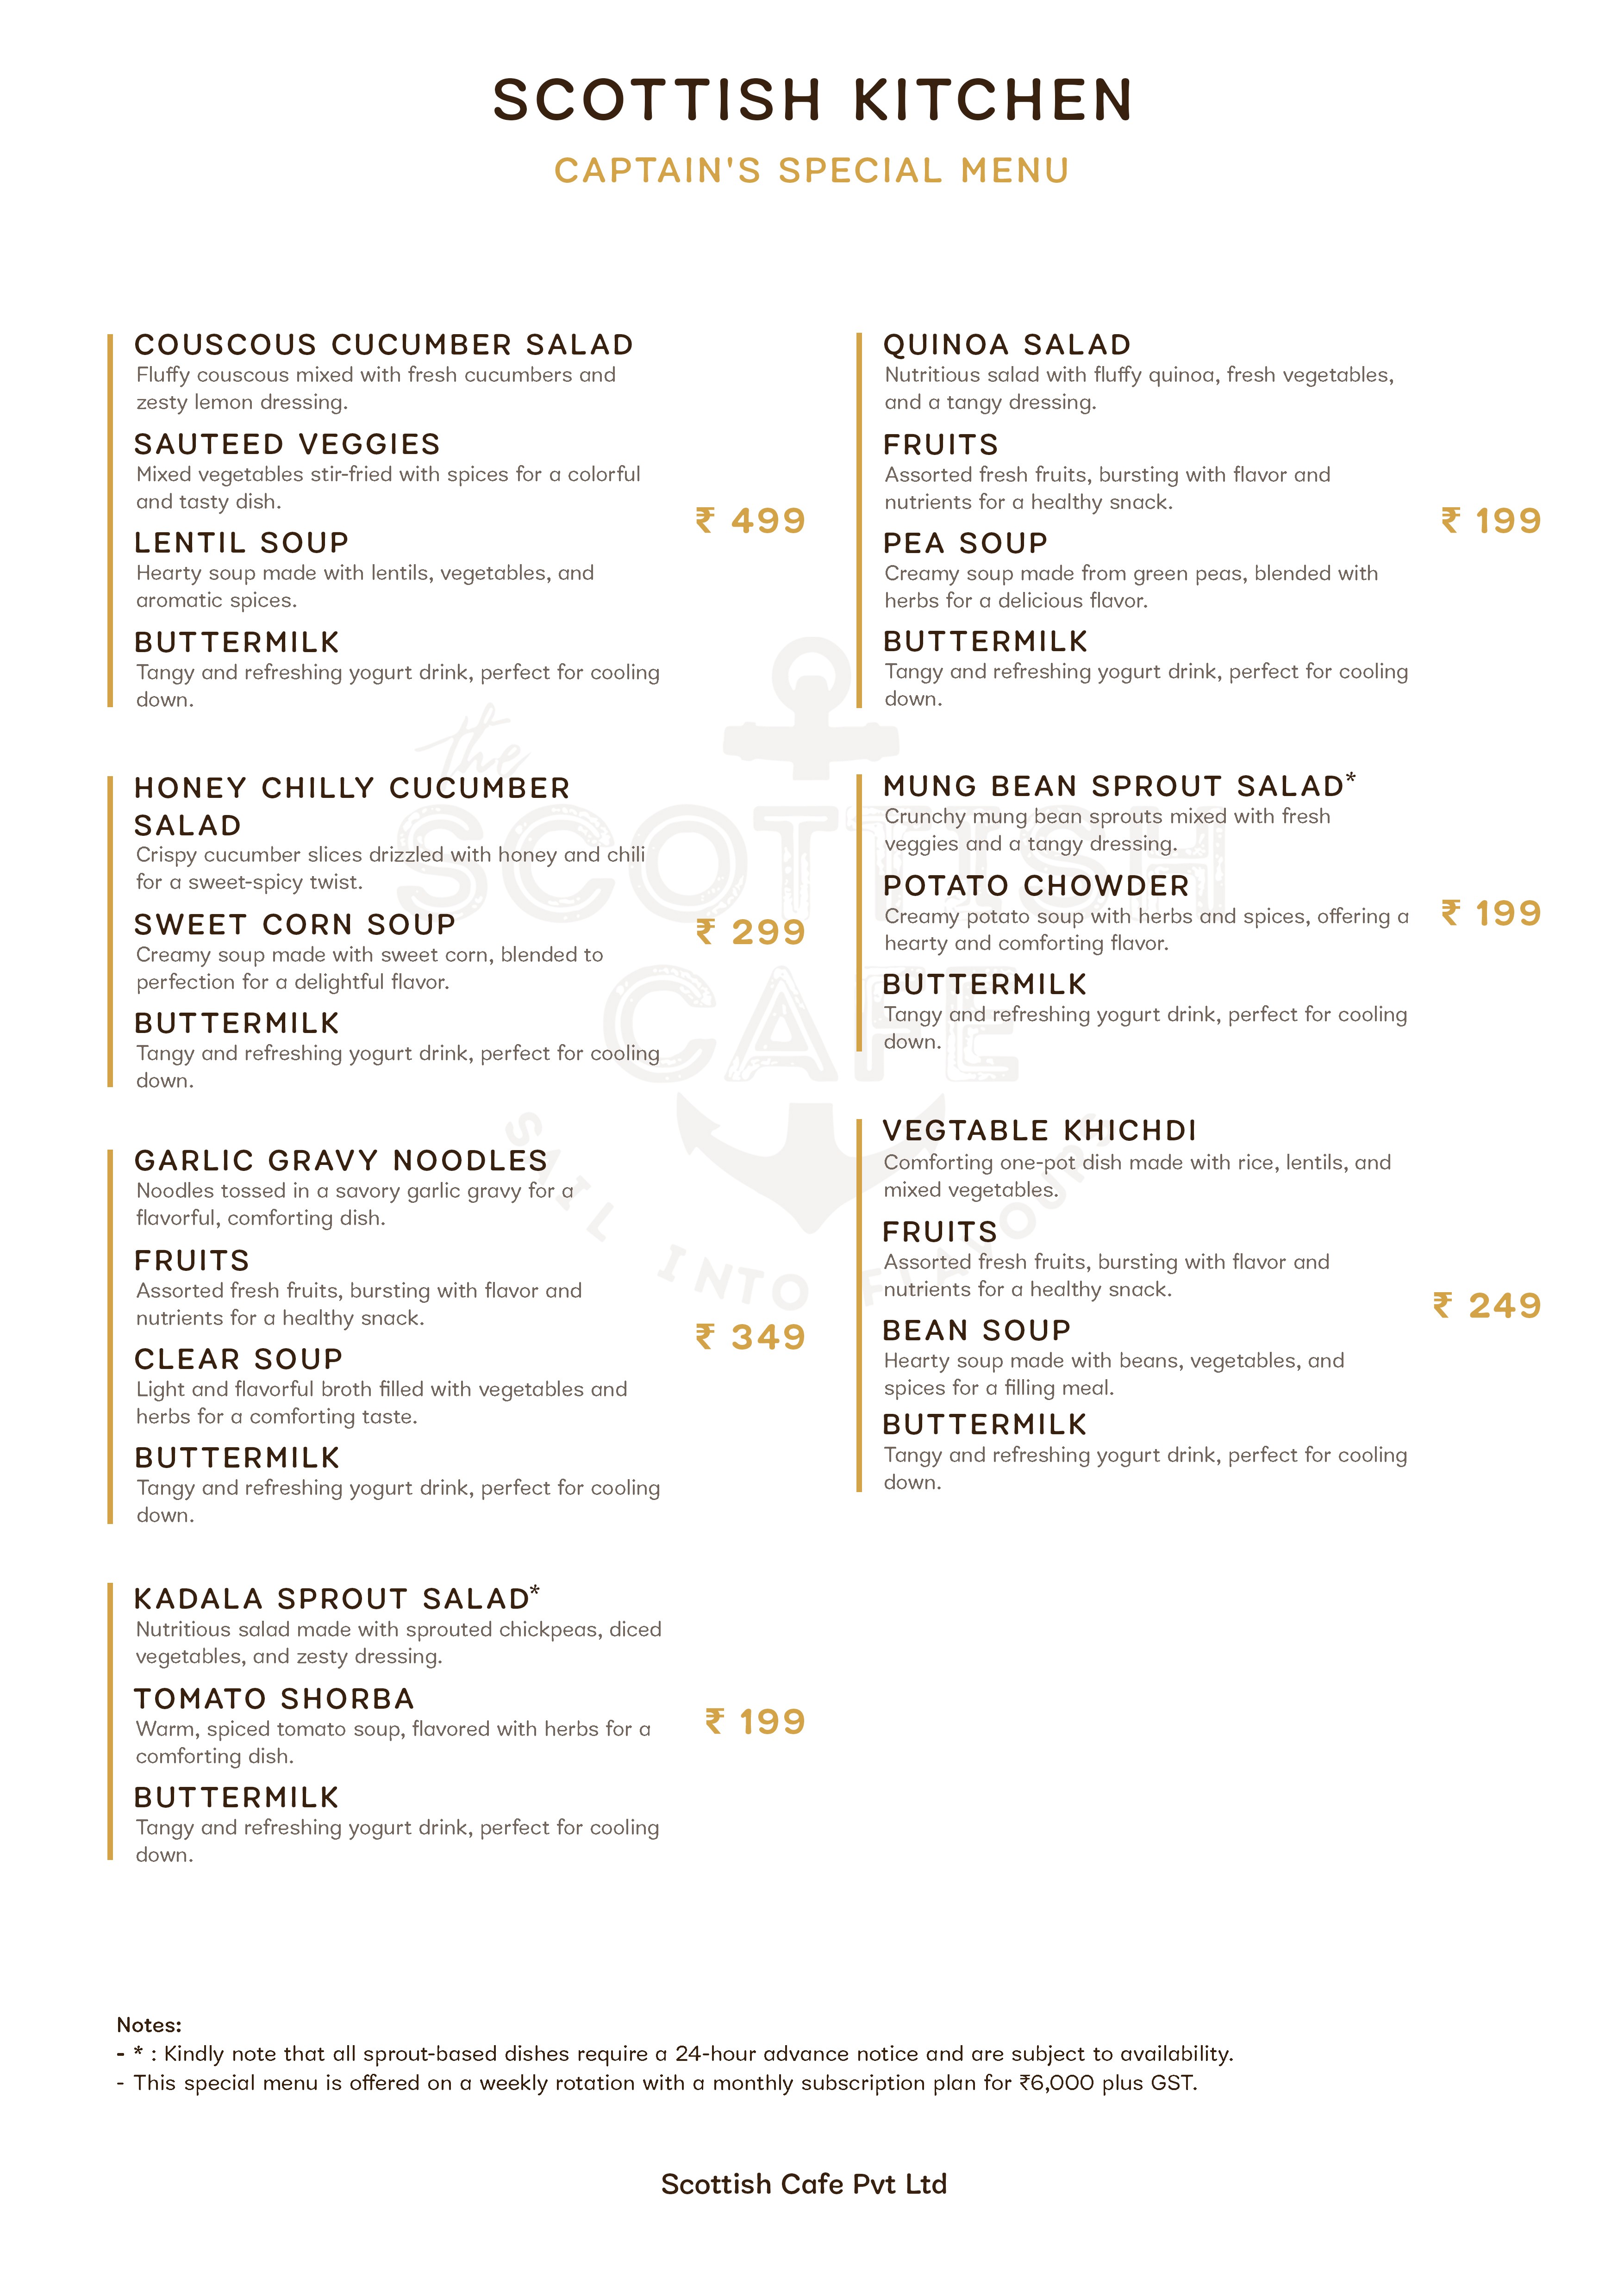 SCOTTISH KITCHEN
CAPTAIN'S SPECIAL MENU
COUSCOUS CUCUMBER SALAD
Fluffy couscous mixed with fresh cucumbers and
zesty lemon dressing.
SAUTEED VEGGIES
Mixed vegetables stir-fried with spices for a colorful
and tasty dish.
₹ 499
LENTIL SOUP
Hearty soup made with lentils, vegetables, and
aromatic spices.
BUTTERMILK
Tangy and refreshing yogurt drink, perfect for cooling
down.
HONEY CHILLY CUCUMBER
SALAD
Crispy cucumber slices drizzled with honey and chili
for a sweet-spicy twist.
SWEET CORN SOUP
₹ 299
Creamy soup made with sweet corn, blended to
perfection for a delightful flavor.
BUTTERMILK
Tangy and refreshing yogurt drink, perfect for cooling
down.
GARLIC GRAVY NOODLES
Noodles tossed in a savory garlic gravy for a
flavorful, comforting dish.
FRUITS
Assorted fresh fruits, bursting with flavor and
nutrients for a healthy snack.
₹ 349
CLEAR SOUP
Light and flavorful broth filled with vegetables and
herbs for a comforting taste.
BUTTERMILK
Tangy and refreshing yogurt drink, perfect for cooling
down.
KADALA SPROUT SALAD*
Nutritious salad made with sprouted chickpeas, diced
vegetables, and zesty dressing.
TOMATO SHORBA
₹ 199
Warm, spiced tomato soup, flavored with herbs for a
comforting dish.
BUTTERMILK
Tangy and refreshing yogurt drink, perfect for cooling
down.
QUINOA SALAD
Nutritious salad with fluffy quinoa, fresh vegetables,
and a tangy dressing.
FRUITS
Assorted fresh fruits, bursting with flavor and
nutrients for a healthy snack.
₹ 199
PEA SOUP
Creamy soup made from green peas, blended with
herbs for a delicious flavor.
BUTTERMILK
Tangy and refreshing yogurt drink, perfect for cooling
down.
MUNG BEAN SPROUT SALAD*
Crunchy mung bean sprouts mixed with fresh
veggies and a tangy dressing.
POTATO CHOWDER
₹ 199
Creamy potato soup with herbs and spices, offering a
hearty and comforting flavor.
BUTTERMILK
Tangy and refreshing yogurt drink, perfect for cooling
down.
VEGTABLE KHICHDI
Comforting one-pot dish made with rice, lentils, and
mixed vegetables.
FRUITS
Assorted fresh fruits, bursting with flavor and
nutrients for a healthy snack.
₹ 249
BEAN SOUP
Hearty soup made with beans, vegetables, and
spices for a filling meal.
BUTTERMILK
Tangy and refreshing yogurt drink, perfect for cooling
down.
the
SCOTTISH
CAFE
SAIL INTO FLAVOURS
Notes:
- * : Kindly note that all sprout-based dishes require a 24-hour advance notice and are subject to availability.
- This special menu is offered on a weekly rotation with a monthly subscription plan for ₹6,000 plus GST.
Scottish Cafe Pvt Ltd